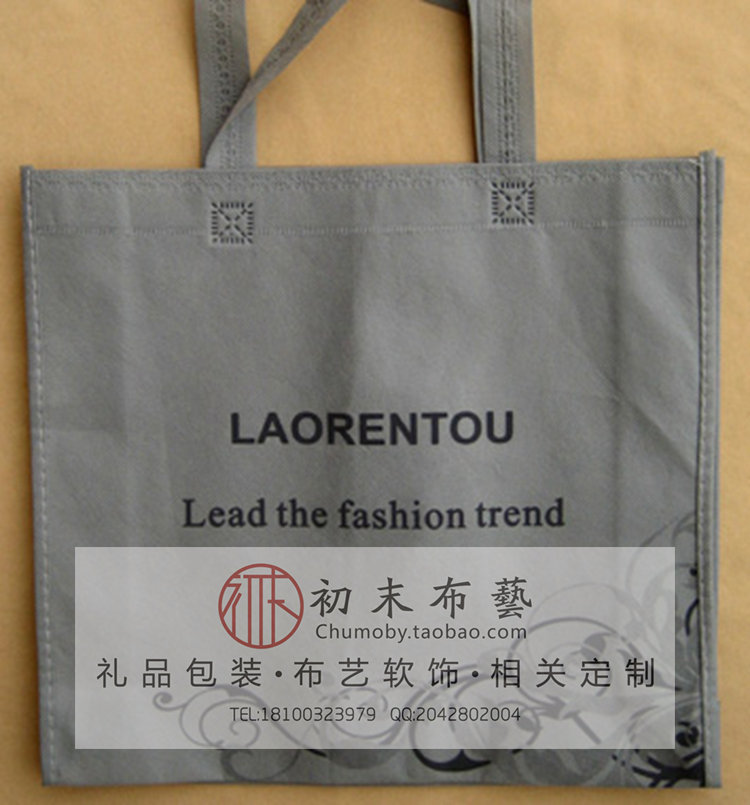 LAORENTOU
Lead the fashion trend
初末布藝
Chumoby.taobao.com
礼品包装·布艺软饰·相关定制
TEL:18100323979 QQ:2042802004